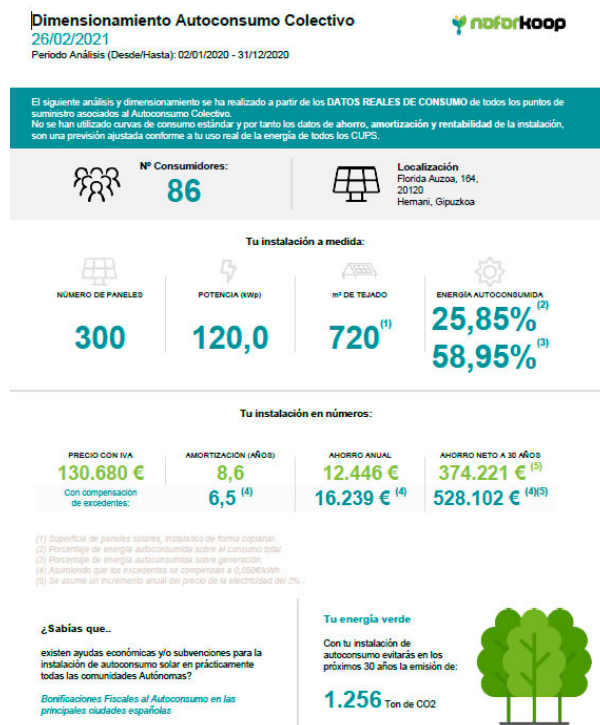 Dimensionamiento Autoconsumo Colectivo
noforkoop
26/02/2021
Periodo Análisis (Desde/Hasta): 02/01/2020 - 31/12/2020
El siguiente análisis y dimensionamiento se ha realizado a partir de los DATOS REALES DE CONSUMO de todos los puntos de
suministro asociados al Autoconsumo Colectivo.
No se han utilizado curvas de consumo estándar y por tanto los datos de ahorro, amortización y rentabilidad de la instalación,
son una previsión ajustada conforme a tu uso real de la energía de todos los CUPS.
Nº Consumidores:
86
Localización
Florida Auzoa, 164,
20120
Hernani, Gipuzkoa
Tu instalación a medida:
NÚMERO DE PANELES
300
POTENCIA (kWp)
120,0
m² DE TEJADO
720 (1)
ENERGÍA AUTOCONSUMIDA
25,85% (2)
58,95% (3)
Tu instalación en números:
PRECIO CON IVA AMORTIZACIÓN (AÑOS) AHORRO ANUAL AHORRO NETO A 30 AÑOS
130.680 € 8,6 12.446 € 374.221 € (5)
Con compensación
de excedentes:
6,5 (4) 16.239 € (4) 528.102 € (4)(5)
(1) Superficie de paneles solares, instalados de forma coplanar.
(2) Porcentaje de energía autoconsumida sobre el consumo total.
(3) Porcentaje de energía autoconsumida sobre generación.
(4) Asumiendo que los excedentes se compensan a 0,050€/kWh .
(5) Se asume un incremento anual del precio de la electricidad del 2% .
¿Sabías que..
existen ayudas económicas y/o subvenciones para la
instalación de autoconsumo solar en prácticamente
todas las comunidades Autónomas?
Bonificaciones Fiscales al Autoconsumo en las
principales ciudades españolas
Tu energía verde
Con tu instalación de
autoconsumo evitarás en los
próximos 30 años la emisión de:
1.256 Ton de CO2